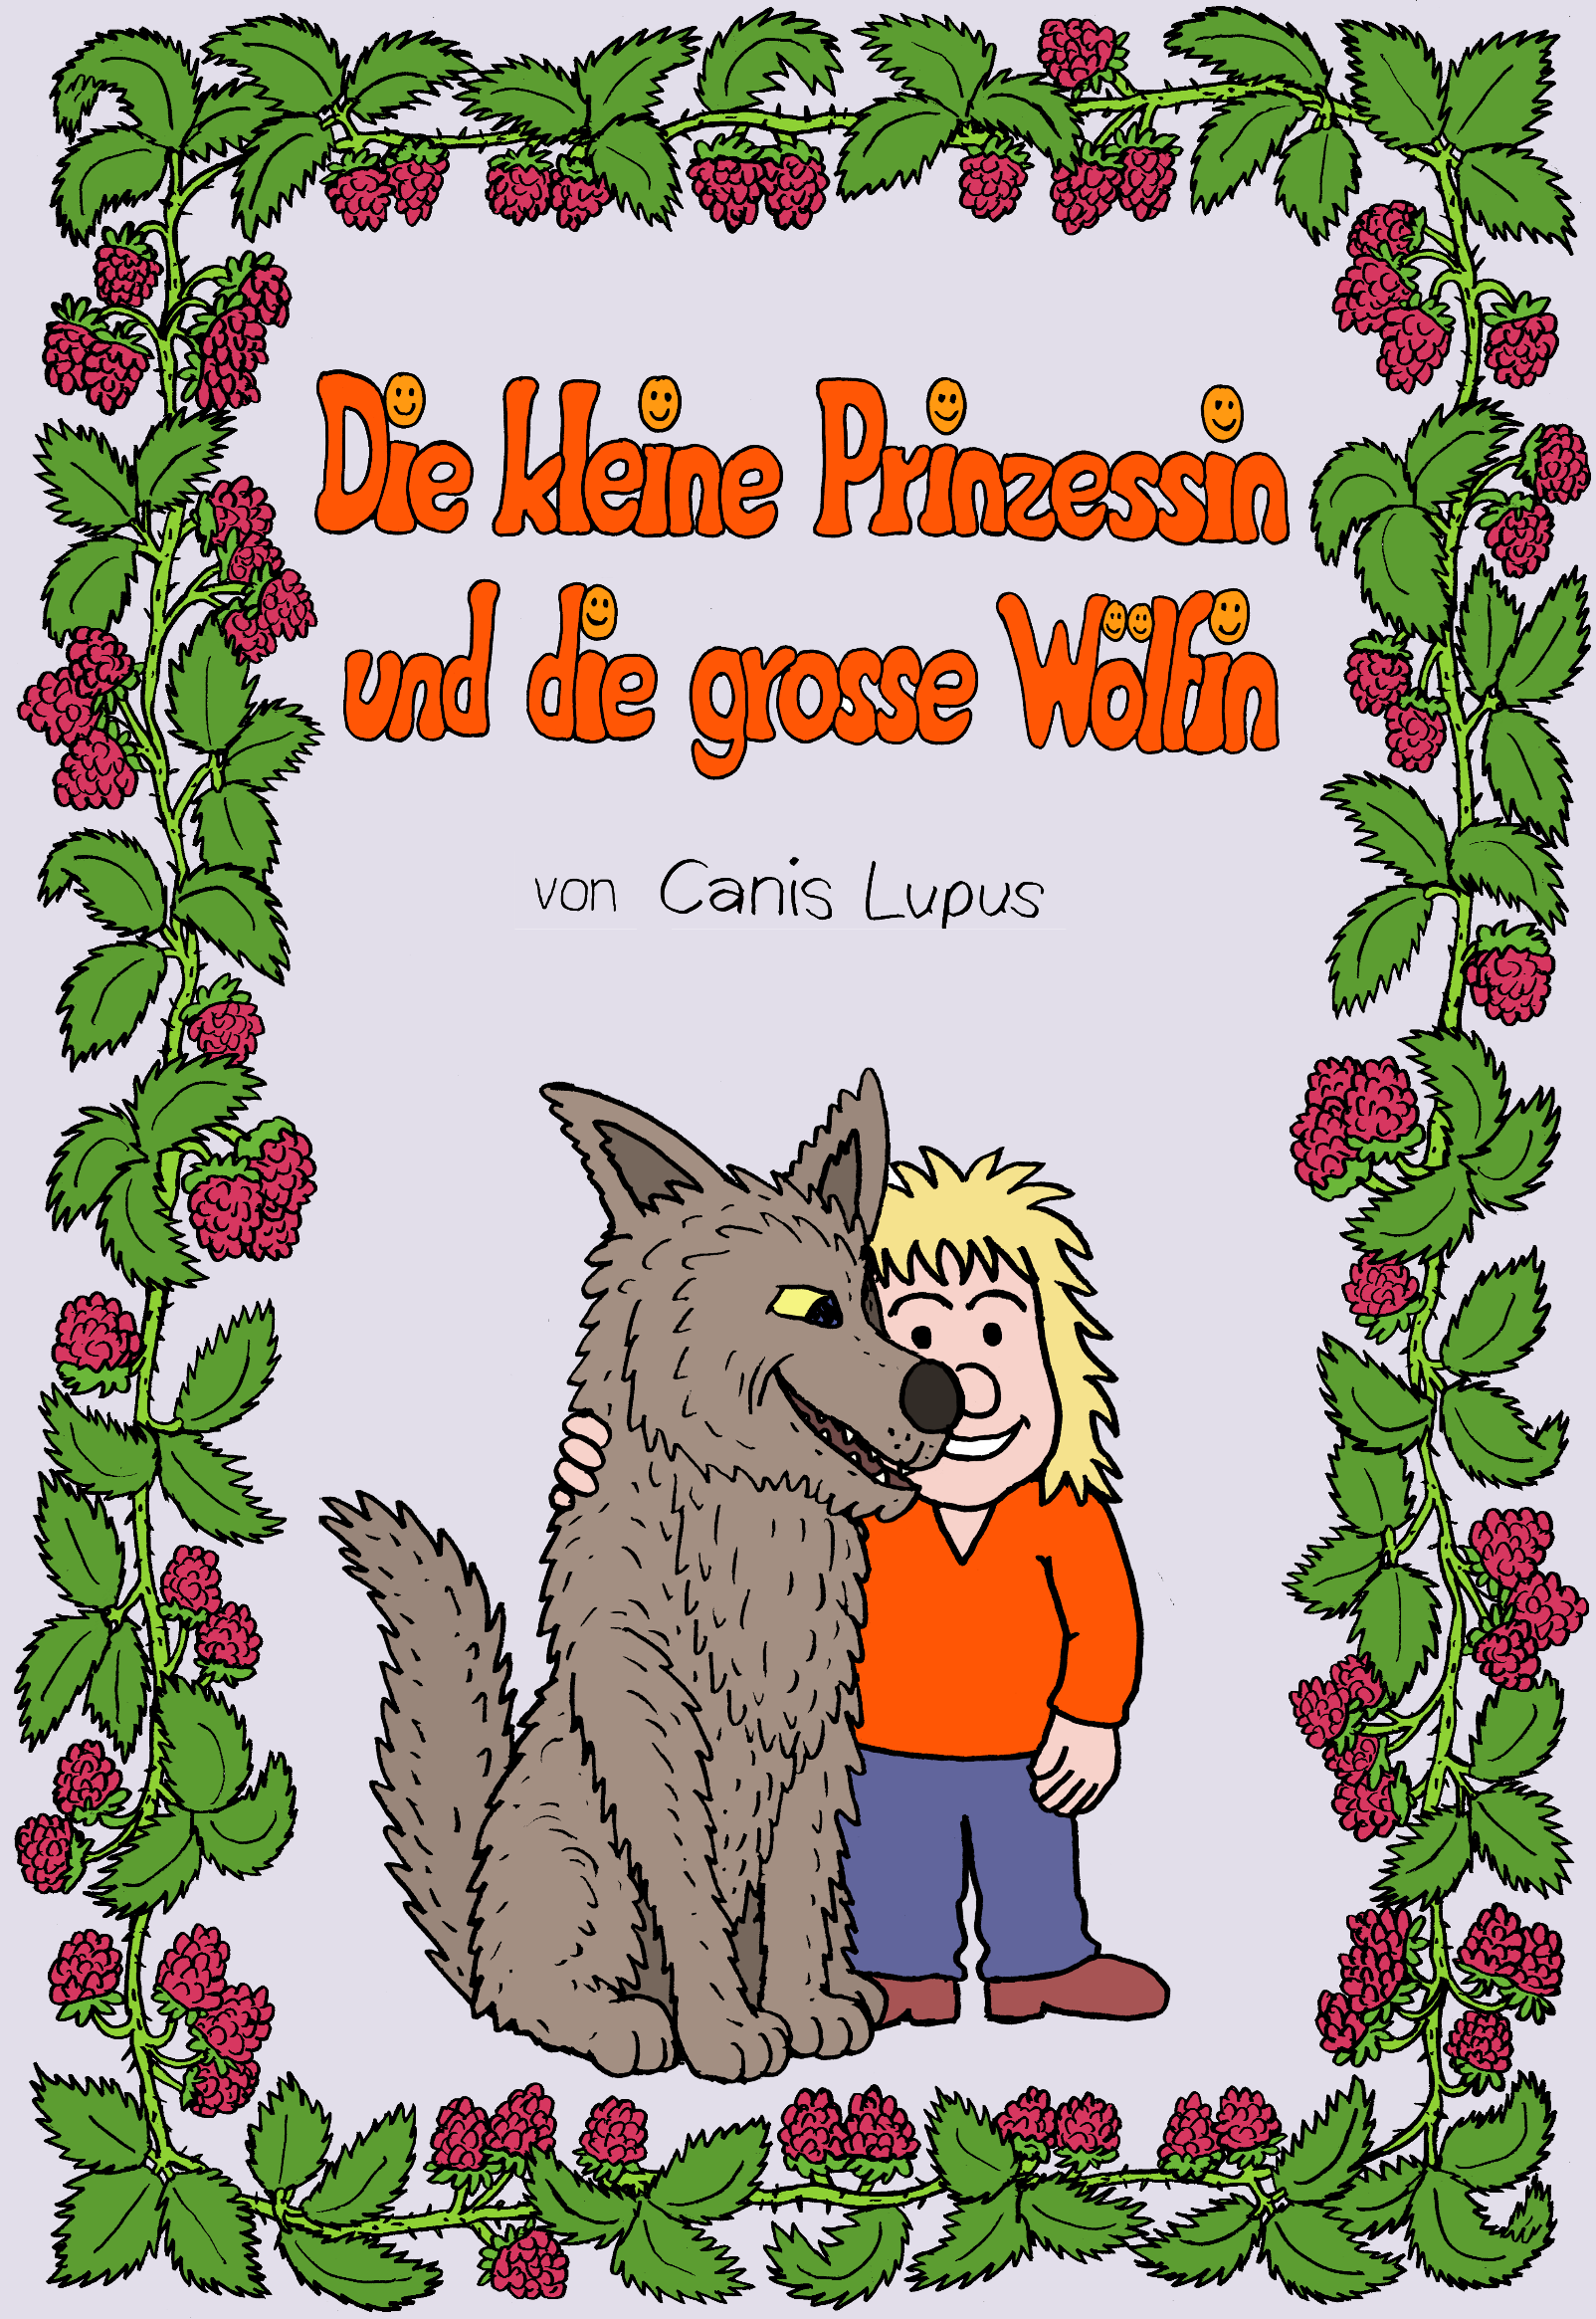 Die kleine Prinzessin
und die grosse Wölfin
von Canis Lupus